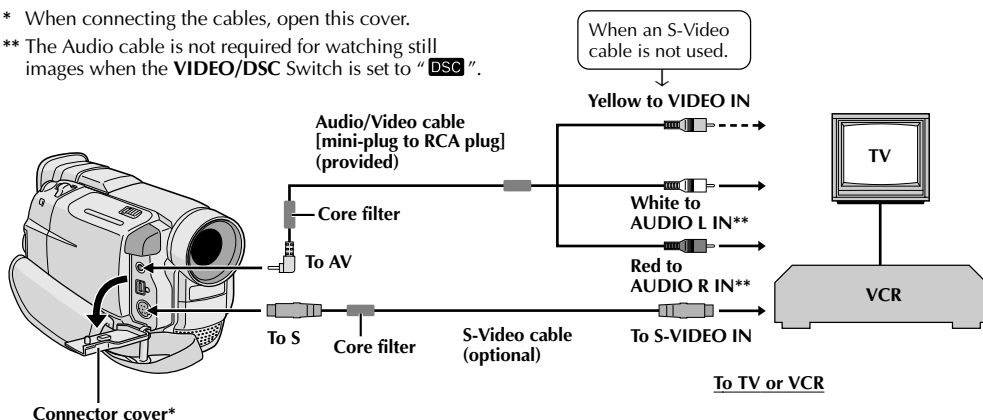 * When connecting the cables, open this cover.
** The Audio cable is not required for watching still
images when the VIDEO/DSC Switch is set to “ DSC ”.
When an S-Video
cable is not used.
Yellow to VIDEO IN
Audio/Video cable
[mini-plug to RCA plug]
(provided)
TV
Core filter
White to
AUDIO L IN**
To AV
Red to
AUDIO R IN**
VCR
To S
Core filter
S-Video cable
(optional)
To S-VIDEO IN
To TV or VCR
Connector cover*